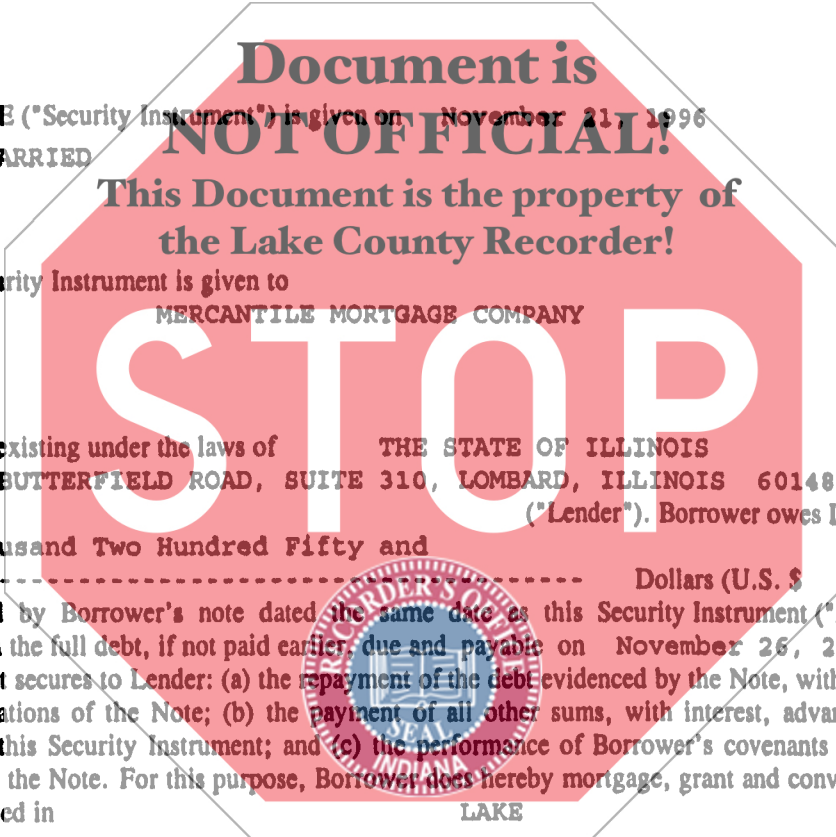 Document is
E ("Security Instrument") is given on November 21, 1996
NOT OFFICIAL!
ARRIED
This Document is the property of
the Lake County Recorder!
rity Instrument is given to
MERCANTILE MORTGAGE COMPANY
STOP
existing under the laws of THE STATE OF ILLINOIS
BUTTERFIELD ROAD, SUITE 310, LOMBARD, ILLINOIS 60148
("Lender"). Borrower owes L
usand Two Hundred Fifty and
Dollars (U.S. $
d by Borrower's note dated the same date as this Security Instrument ("
the full debt, if not paid earlier, due and payable on November 26, 2
t secures to Lender: (a) the repayment of the debt evidenced by the Note, with
ations of the Note; (b) the payment of all other sums, with interest, advan
this Security Instrument; and (c) the performance of Borrower's covenants
the Note. For this purpose, Borrower does hereby mortgage, grant and conv
ed in LAKE
RECORDER'S OFFICE
SEAL
INDIANA